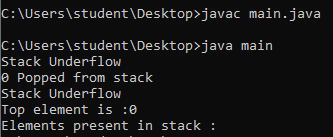 C:\Users\student\Desktop>javac main.java
C:\Users\student\Desktop>java main
Stack Underflow
0 Popped from stack
Stack Underflow
Top element is :0
Elements present in stack :